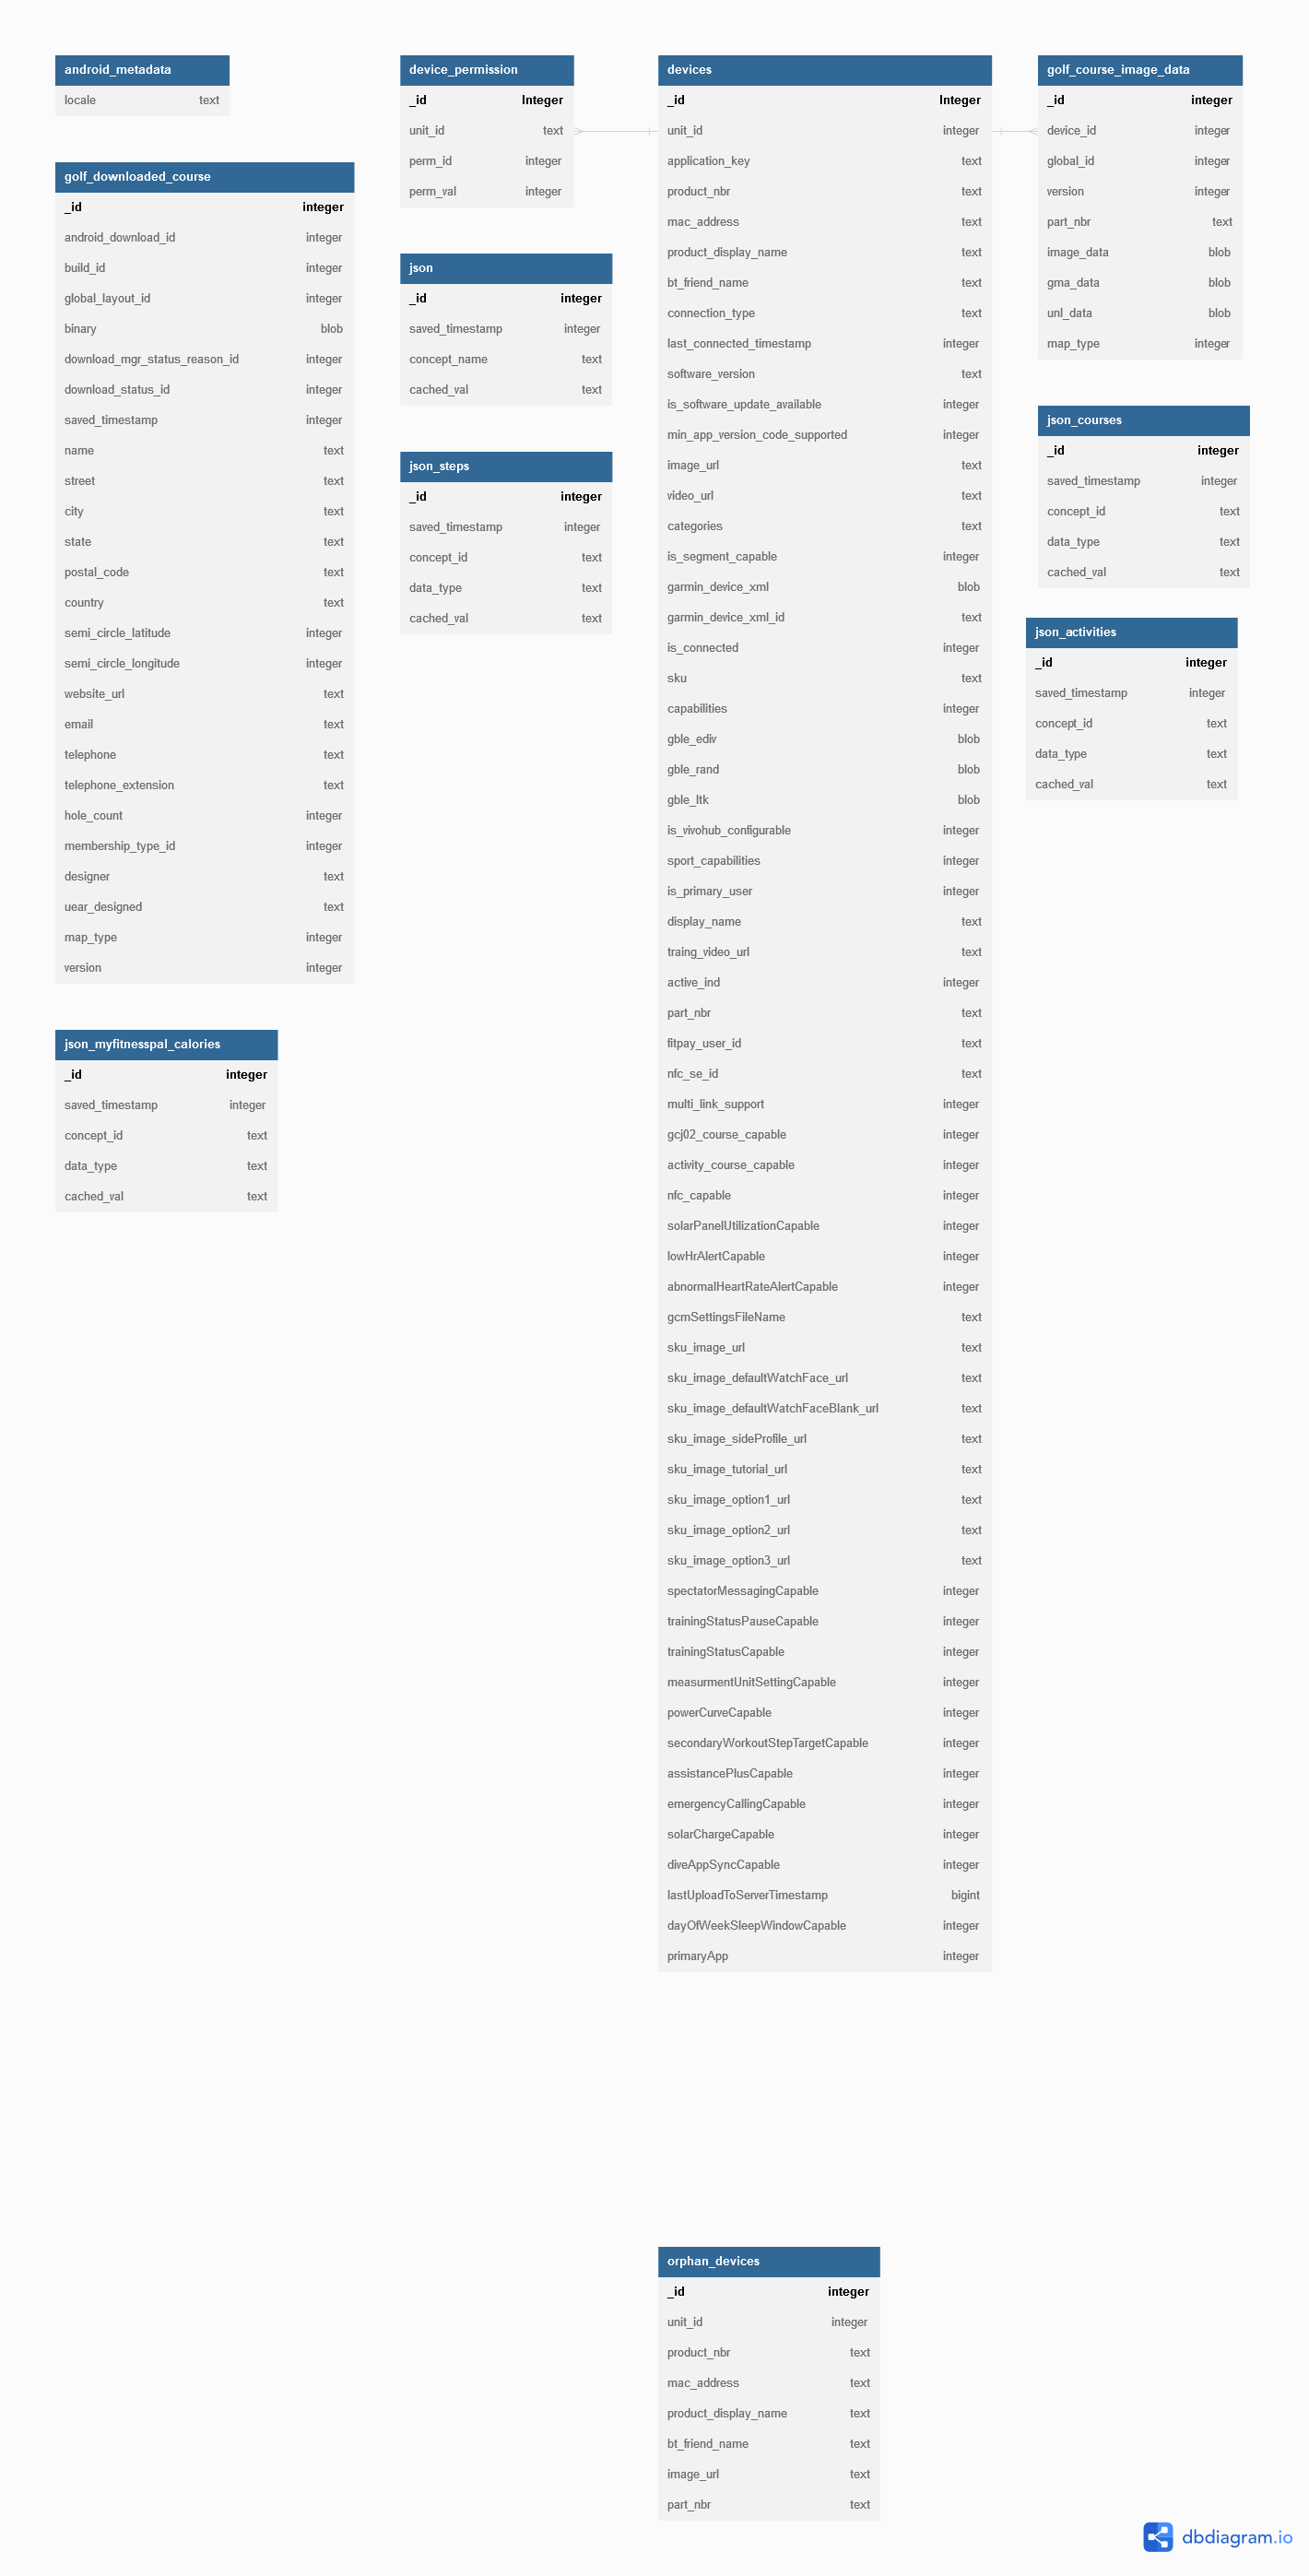 android_metadata
locale text
golf_downloaded_course
_id integer
android_download_id integer
build_id integer
global_layout_id integer
binary blob
download_mgr_status_reason_id integer
download_status_id integer
saved_timestamp integer
name text
street text
city text
state text
postal_code text
country text
semi_circle_latitude integer
semi_circle_longitude integer
website_url text
email text
telephone text
telephone_extension text
hole_count integer
membership_type_id integer
designer text
uear_designed text
map_type integer
version integer
json_myfitnesspal_calories
_id integer
saved_timestamp integer
concept_id text
data_type text
cached_val text
device_permission
_id Integer
unit_id text
perm_id integer
perm_val integer
json
_id integer
saved_timestamp integer
concept_name text
cached_val text
json_steps
_id integer
saved_timestamp integer
concept_id text
data_type text
cached_val text
devices
_id Integer
unit_id integer
application_key text
product_nbr text
mac_address text
product_display_name text
bt_friend_name text
connection_type text
last_connected_timestamp integer
software_version text
is_software_update_available integer
min_app_version_code_supported integer
image_url text
video_url text
categories text
is_segment_capable integer
garmin_device_xml blob
garmin_device_xml_id text
is_connected integer
sku text
capabilities integer
gble_ediv blob
gble_rand blob
gble_ltk blob
is_vivohub_configurable integer
sport_capabilities integer
is_primary_user integer
display_name text
traing_video_url text
active_ind integer
part_nbr text
fitpay_user_id text
nfc_se_id text
multi_link_support integer
gcj02_course_capable integer
activity_course_capable integer
nfc_capable integer
solarPanelUtilizationCapable integer
lowHrAlertCapable integer
abnormalHeartRateAlertCapable integer
gcmSettingsFileName text
sku_image_url text
sku_image_defaultWatchFace_url text
sku_image_defaultWatchFaceBlank_url text
sku_image_sideProfile_url text
sku_image_tutorial_url text
sku_image_option1_url text
sku_image_option2_url text
sku_image_option3_url text
spectatorMessagingCapable integer
trainingStatusPauseCapable integer
trainingStatusCapable integer
measurmentUnitSettingCapable integer
powerCurveCapable integer
secondaryWorkoutStepTargetCapable integer
assistancePlusCapable integer
emergencyCallingCapable integer
solarChargeCapable integer
diveAppSyncCapable integer
lastUploadToServerTimestamp bigint
dayOfWeekSleepWindowCapable integer
primaryApp integer
golf_course_image_data
_id integer
device_id integer
global_id integer
version integer
part_nbr text
image_data blob
gma_data blob
unl_data blob
map_type integer
json_courses
_id integer
saved_timestamp integer
concept_id text
data_type text
cached_val text
json_activities
_id integer
saved_timestamp integer
concept_id text
data_type text
cached_val text
orphan_devices
_id integer
unit_id integer
product_nbr text
mac_address text
product_display_name text
bt_friend_name text
image_url text
part_nbr text
dbdiagram.io